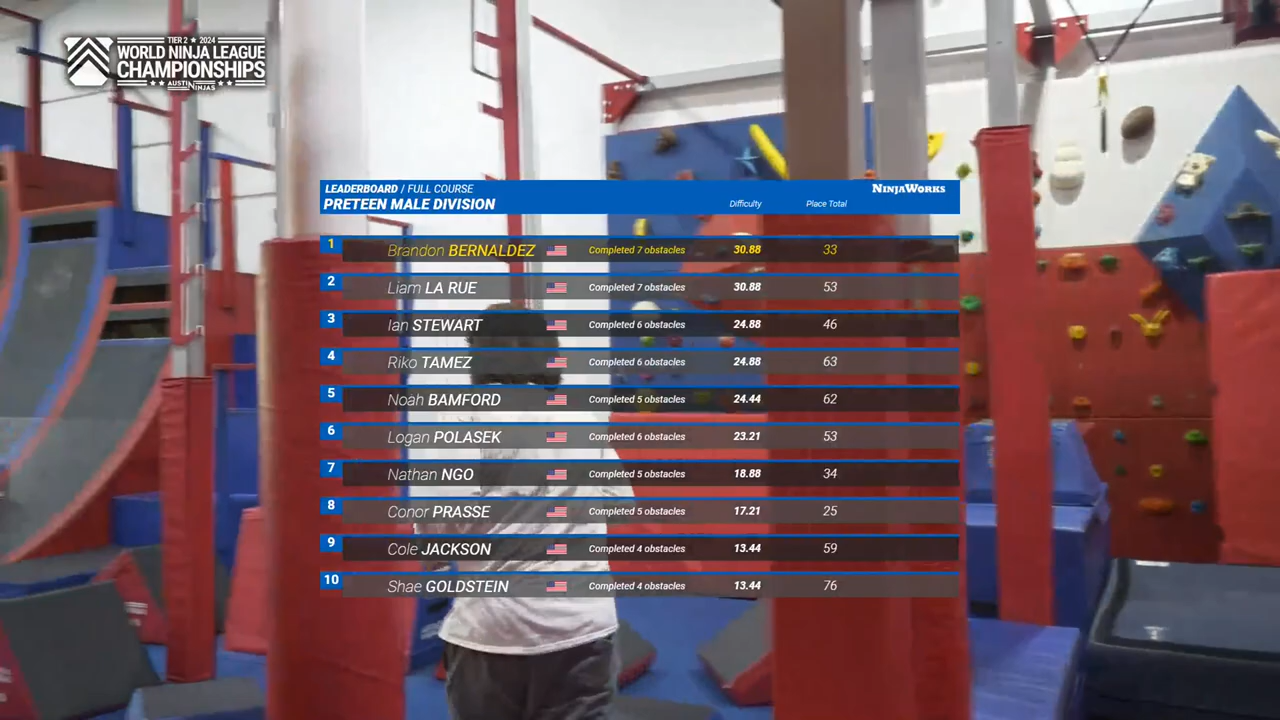 TIER 2 ★ 2024
WORLD NINJA LEAGUE
CHAMPIONSHIPS
★ ★ AUSTIN NINJAS ★ ★
LEADERBOARD / FULL COURSE
NINJAWORKS
PRETEEN MALE DIVISION Difficulty Place Total
1 Brandon BERNALDEZ Completed 7 obstacles 30.88 33
2 Liam LA RUE Completed 7 obstacles 30.88 53
3 Ian STEWART Completed 6 obstacles 24.88 46
4 Riko TAMEZ Completed 6 obstacles 24.88 63
5 Noah BAMFORD Completed 5 obstacles 24.44 62
6 Logan POLASEK Completed 6 obstacles 23.21 53
7 Nathan NGO Completed 5 obstacles 18.88 34
8 Conor PRASSE Completed 5 obstacles 17.21 25
9 Cole JACKSON Completed 4 obstacles 13.44 59
10 Shae GOLDSTEIN Completed 4 obstacles 13.44 76